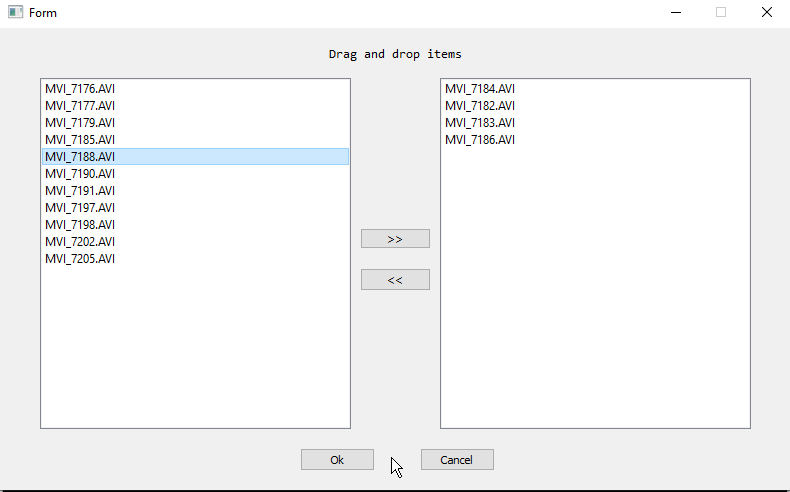 Form
Drag and drop items
MVI_7176.AVI
MVI_7177.AVI
MVI_7179.AVI
MVI_7185.AVI
MVI_7188.AVI
MVI_7190.AVI
MVI_7191.AVI
MVI_7197.AVI
MVI_7198.AVI
MVI_7202.AVI
MVI_7205.AVI
>>
<<
MVI_7184.AVI
MVI_7182.AVI
MVI_7183.AVI
MVI_7186.AVI
Ok
Cancel